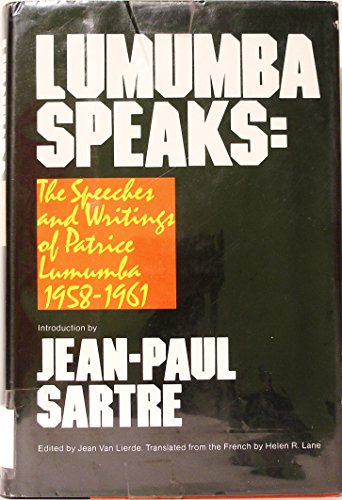 LUMUMBA
SPEAKS:
The Speeches
and Writings
of Patrice
Lumumba
1958-1961
Introduction by
JEAN-PAUL
SARTRE
Edited by Jean Van Lierde. Translated from the French by Helen R. Lane